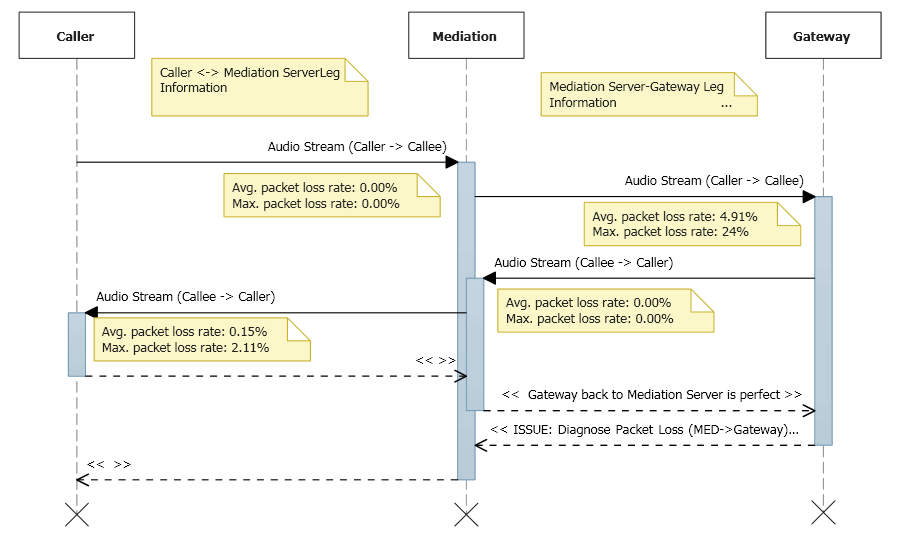 Caller
Mediation
Gateway
Caller <-> Mediation ServerLeg
Information
Mediation Server-Gateway Leg
Information ...
Audio Stream (Caller -> Callee)
Avg. packet loss rate: 0.00%
Max. packet loss rate: 0.00%
Audio Stream (Caller -> Callee)
Avg. packet loss rate: 4.91%
Max. packet loss rate: 24%
Audio Stream (Callee -> Caller)
Avg. packet loss rate: 0.00%
Max. packet loss rate: 0.00%
Audio Stream (Callee -> Caller)
Avg. packet loss rate: 0.15%
Max. packet loss rate: 2.11%
<< >>
<< Gateway back to Mediation Server is perfect >>
<< ISSUE: Diagnose Packet Loss (MED->Gateway)...
<< >>